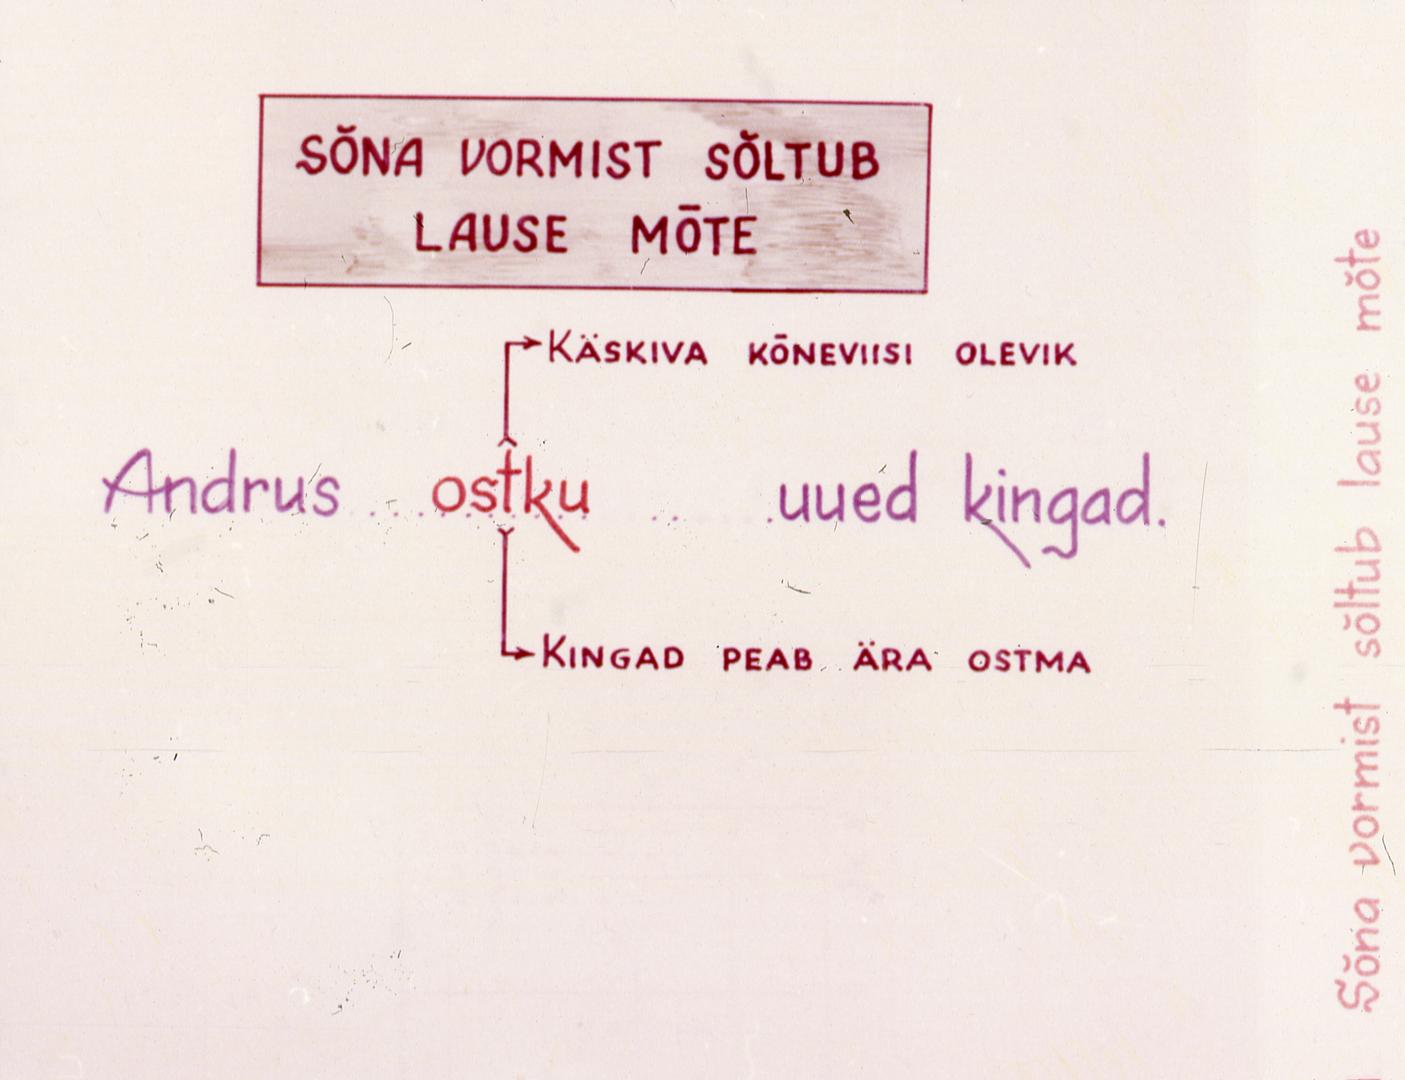 SÕNA VORMIST SÕLTUB
LAUSE MÕTE
KÄSKIVA KÕNEVIISI OLEVIK
Andrus ostku uued kingad.
KINGAD PEAB ÄRA OSTMA
Sõna vormist sõltub lause mõte